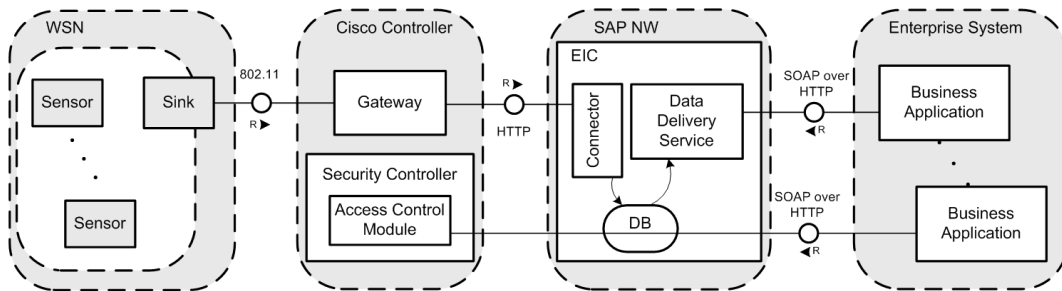 WSN
Cisco Controller
SAP NW
Enterprise System
Sensor
Sink
Sensor
802.11
R
Gateway
Security Controller
Access Control
Module
R
HTTP
EIC
Connector
Data
Delivery
Service
DB
SOAP over
HTTP
R
SOAP over
HTTP
R
Business
Application
Business
Application